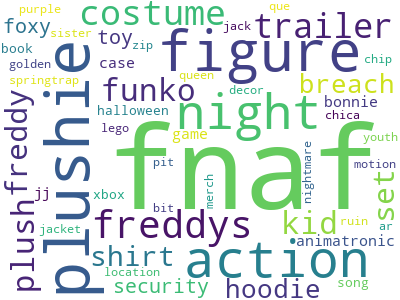 purple
que
costume
jack
trailer
foxy
sister
toy
zip
book
figure
golden
case
queen
chip
springtrap
funko
breach
decor
plushie
halloween
night
bonnie
lego
game
chica
fnaf
youth
freddy
pit
nightmare
motion
plush
jj
xbox
merch
set
bit
freddys
kid
ruin
jacket
ar
shirt
action
animatronic
location
security
hoodie
song